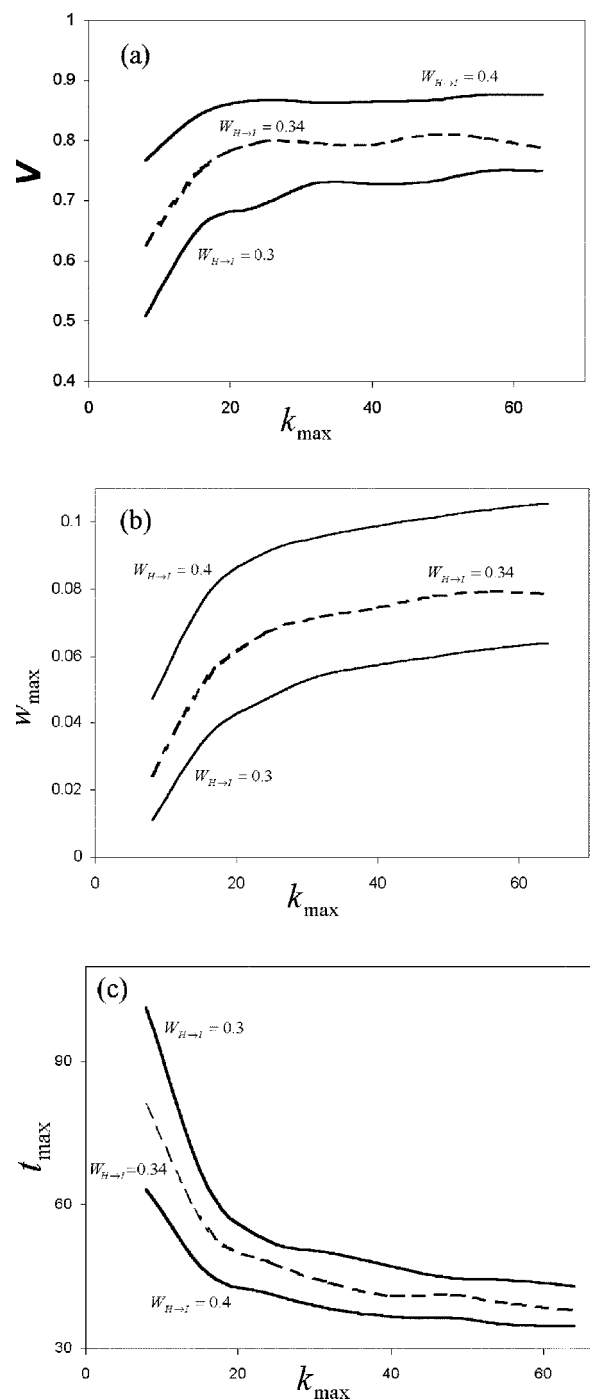 1
(a)
W_{H→I} = 0.4
0.9
W_{H→I} = 0.34
0.8
V
0.7
W_{H→I} = 0.3
0.6
0.5
0.4
0 20 40 60
k_max
(b)
0.1
W_{H→I} = 0.4
W_{H→I} = 0.34
0.08
0.06
w_max
0.04
W_{H→I} = 0.3
0.02
0
0 20 40 60
k_max
(c)
W_{H→I} = 0.3
90
t_max
W_{H→I} = 0.34
60
W_{H→I} = 0.4
30
0 20 40 60
k_max